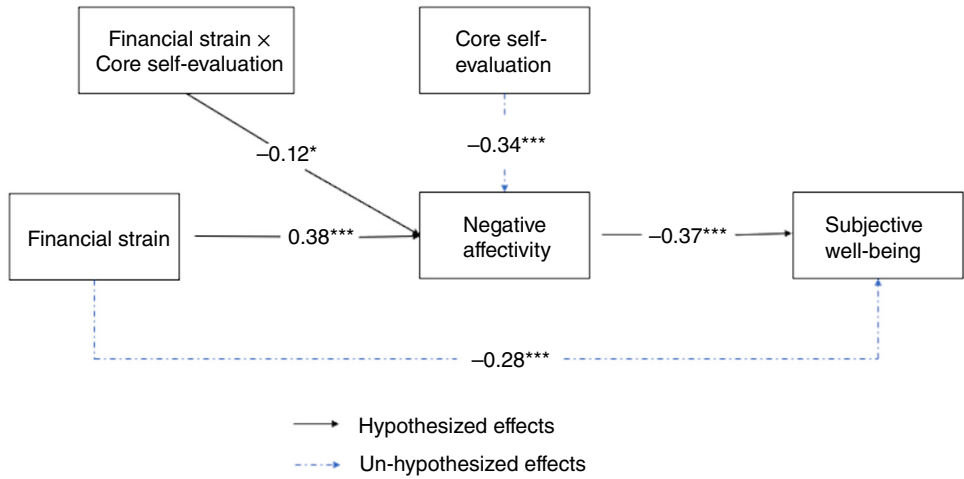 Financial strain ×
Core self-evaluation
Core self-
evaluation
–0.12*
–0.34***
Financial strain
0.38***
Negative
affectivity
–0.37***
Subjective
well-being
–0.28***
Hypothesized effects
Un-hypothesized effects